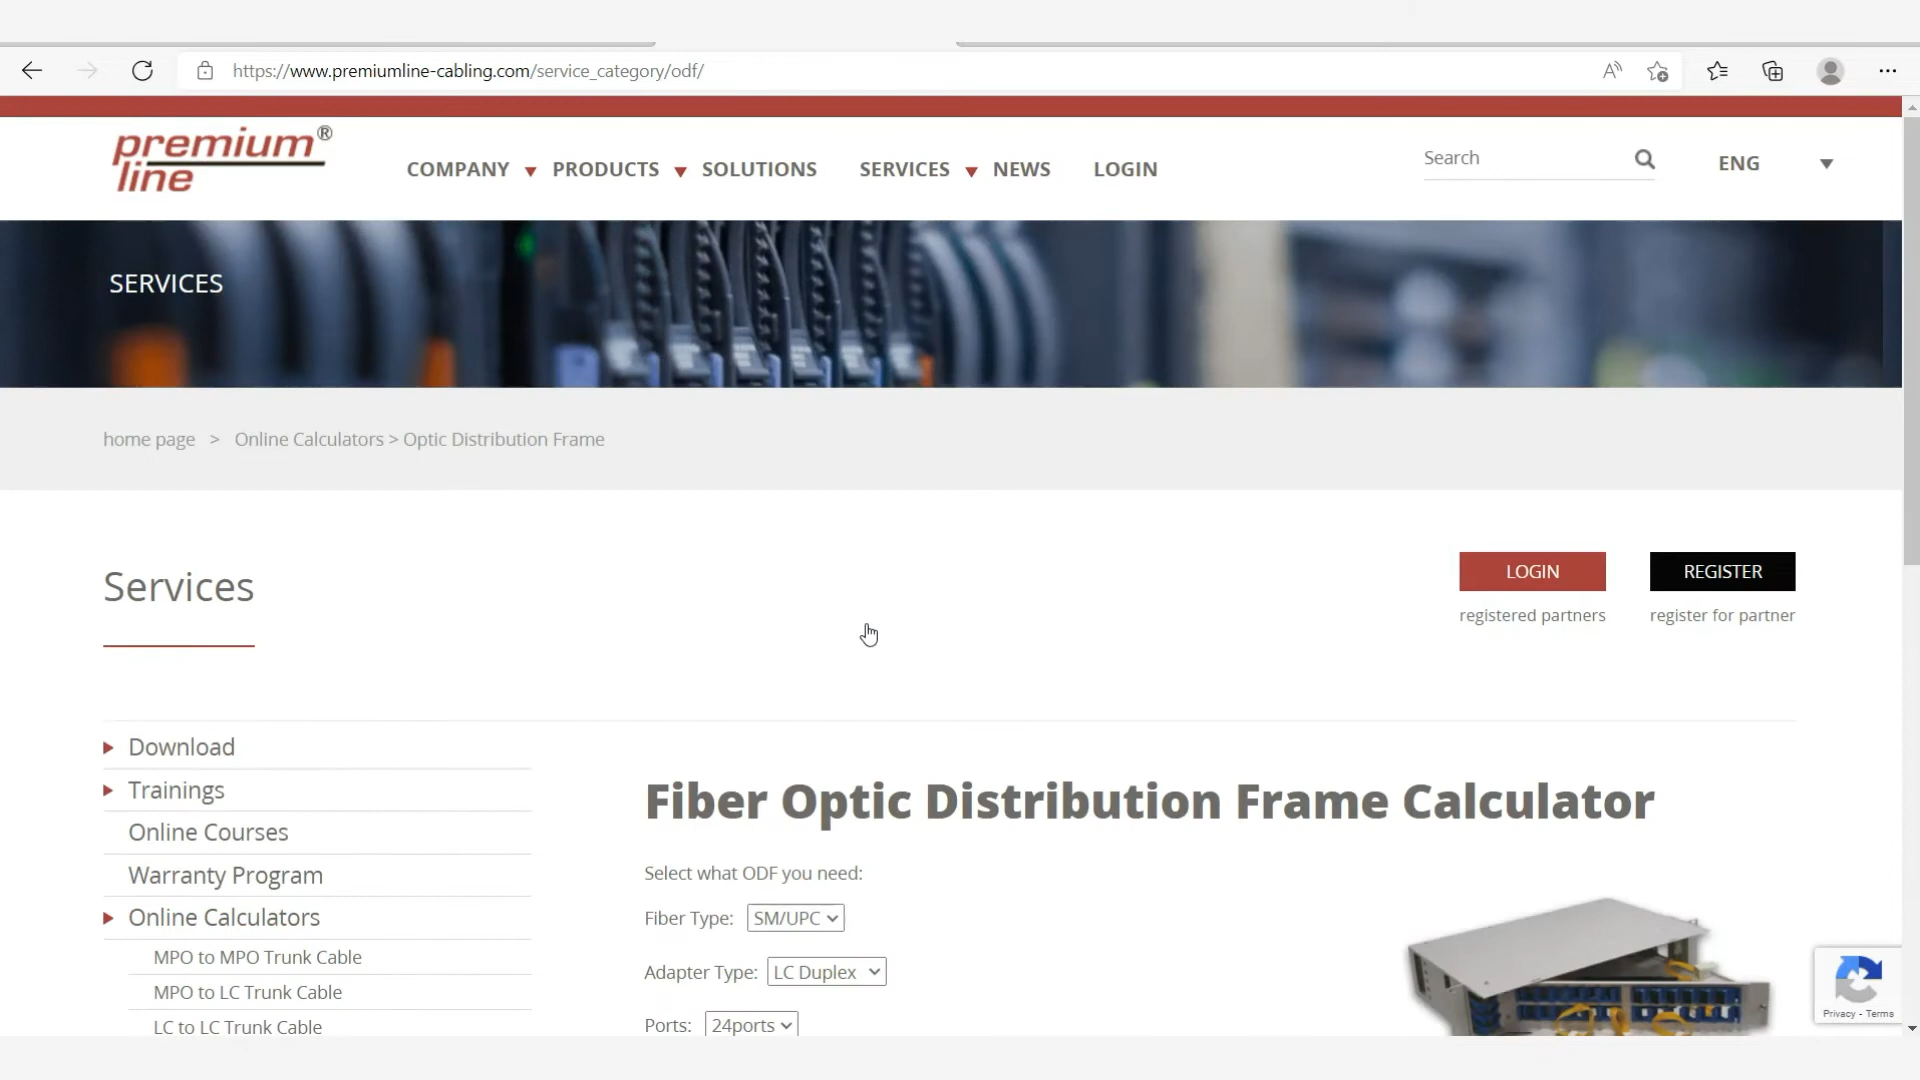 https://www.premiumline-cabling.com/service_category/odf/
premium®
line
COMPANY PRODUCTS SOLUTIONS SERVICES NEWS LOGIN
Search
ENG
SERVICES
home page > Online Calculators > Optic Distribution Frame
Services
LOGIN
REGISTER
registered partners
register for partner
Download
Trainings
Online Courses
Warranty Program
Online Calculators
MPO to MPO Trunk Cable
MPO to LC Trunk Cable
LC to LC Trunk Cable
Fiber Optic Distribution Frame Calculator
Select what ODF you need:
Fiber Type: SM/UPC
Adapter Type: LC Duplex
Ports: 24ports
Privacy - Terms